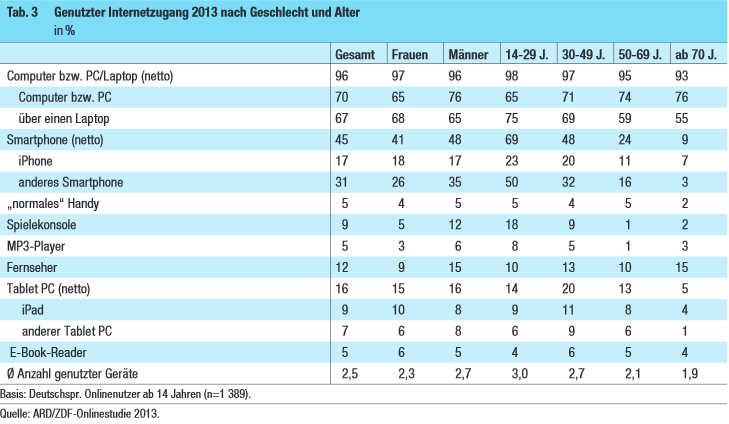 Tab. 3 Genutzter Internetzugang 2013 nach Geschlecht und Alter
in %
Gesamt Frauen Männer 14-29 J. 30-49 J. 50-69 J. ab 70 J.
Computer bzw. PC/Laptop (netto) 96 97 96 98 97 95 93
Computer bzw. PC 70 65 76 65 71 74 76
über einen Laptop 67 68 65 75 69 59 55
Smartphone (netto) 45 41 48 69 48 24 9
iPhone 17 18 17 23 20 11 7
anderes Smartphone 31 26 35 50 32 16 3
„normales“ Handy 5 4 5 5 4 5 2
Spielekonsole 9 5 12 18 9 1 2
MP3-Player 5 3 6 8 5 1 3
Fernseher 12 9 15 10 13 10 15
Tablet PC (netto) 16 15 16 14 20 13 5
iPad 9 10 8 9 11 8 4
anderer Tablet PC 7 6 8 6 9 6 1
E-Book-Reader 5 6 5 4 6 5 4
Ø Anzahl genutzter Geräte 2,5 2,3 2,7 3,0 2,7 2,1 1,9
Basis: Deutschspr. Onlinenutzer ab 14 Jahren (n=1 389).
Quelle: ARD/ZDF-Onlinestudie 2013.